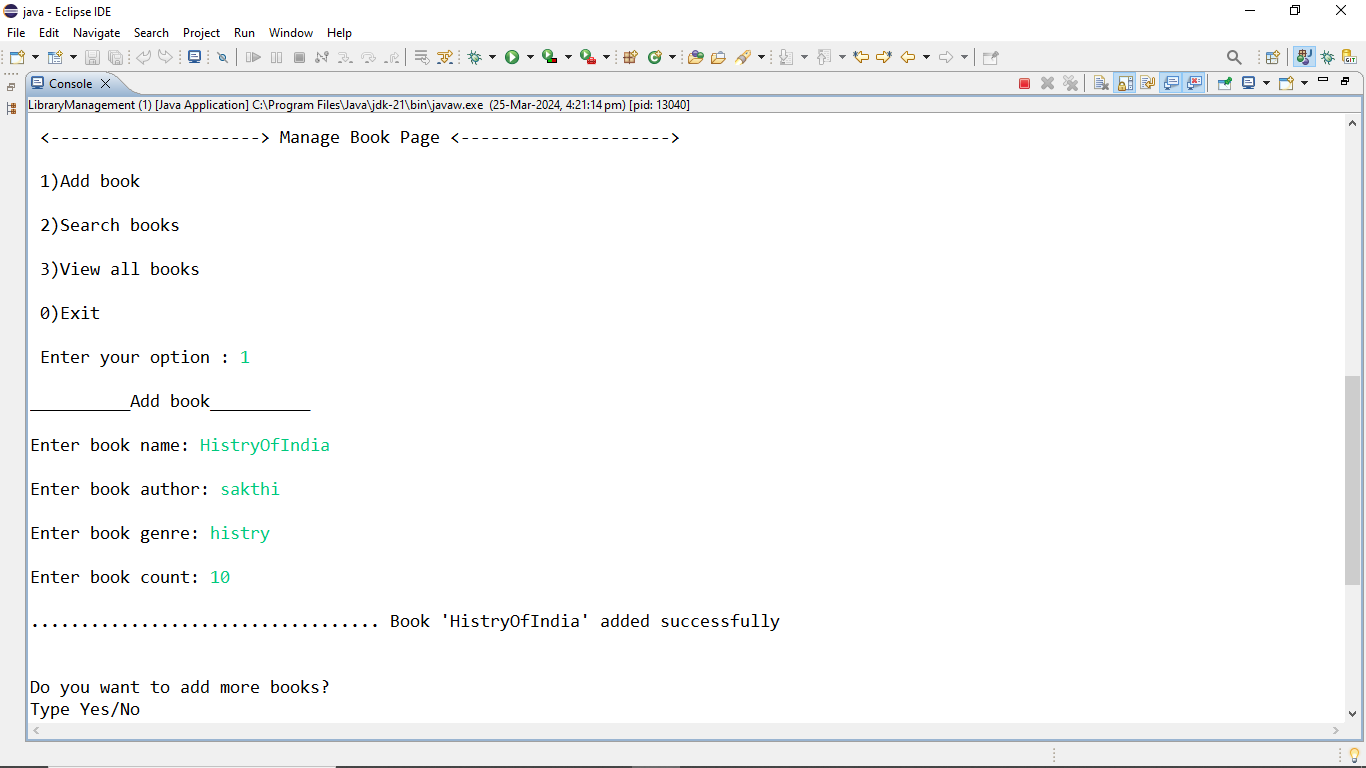 java - Eclipse IDE
File Edit Navigate Search Project Run Window Help
Console
LibraryManagement (1) [Java Application] C:\Program Files\Java\jdk-21\bin\javaw.exe (25-Mar-2024, 4:21:14 pm) [pid: 13040]
<---------------------> Manage Book Page <--------------------->
1)Add book
2)Search books
3)View all books
0)Exit
Enter your option : 1
__________Add book__________
Enter book name: HistryOfIndia
Enter book author: sakthi
Enter book genre: histry
Enter book count: 10
................................... Book 'HistryOfIndia' added successfully
Do you want to add more books?
Type Yes/No